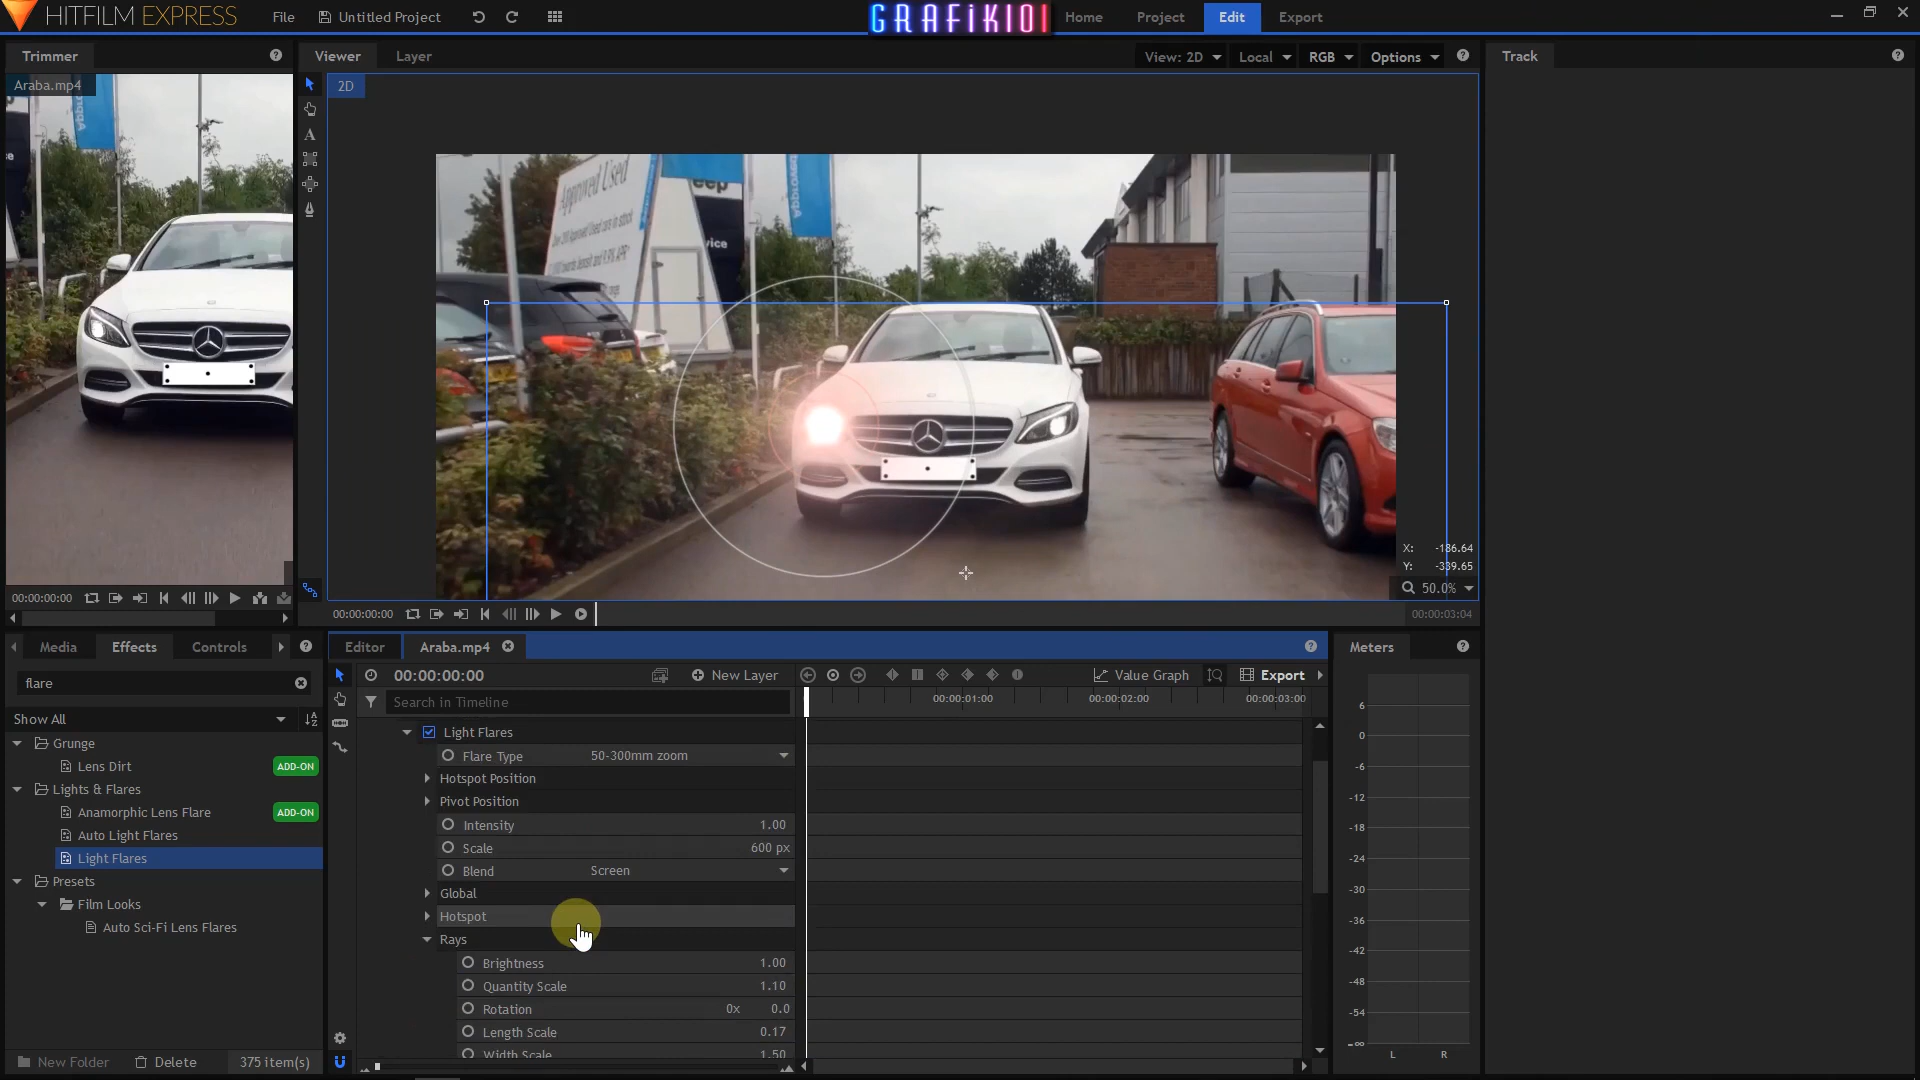 HITFILM EXPRESS
File
Untitled Project
GRAFiK101
Home
Project
Edit
Export
Trimmer
Viewer
Layer
View: 2D
Local
RGB
Options
Track
Araba.mp4
2D
Approved Used
eep
vice
X: -186.64
Y: -339.65
50.0%
00:00:00:00
00:00:00:00
00:00:03:04
Media
Effects
Controls
Editor
Araba.mp4
Meters
flare
00:00:00:00
New Layer
Value Graph
Export
Search in Timeline
00:00:01:00
00:00:02:00
00:00:03:00
Show All
Grunge
Lens Dirt
ADD-ON
Lights & Flares
Anamorphic Lens Flare
ADD-ON
Auto Light Flares
Light Flares
Presets
Film Looks
Auto Sci-Fi Lens Flares
Light Flares
Flare Type
50-300mm zoom
Hotspot Position
Pivot Position
Intensity
1.00
Scale
600 px
Blend
Screen
Global
Hotspot
Rays
Brightness
1.00
Quantity Scale
1.10
Rotation
0x
0.0
Length Scale
0.17
Width Scale
1.50
6
0
-6
-12
-18
-24
-30
-36
-42
-48
-54
-∞
L
R
New Folder
Delete
375 item(s)